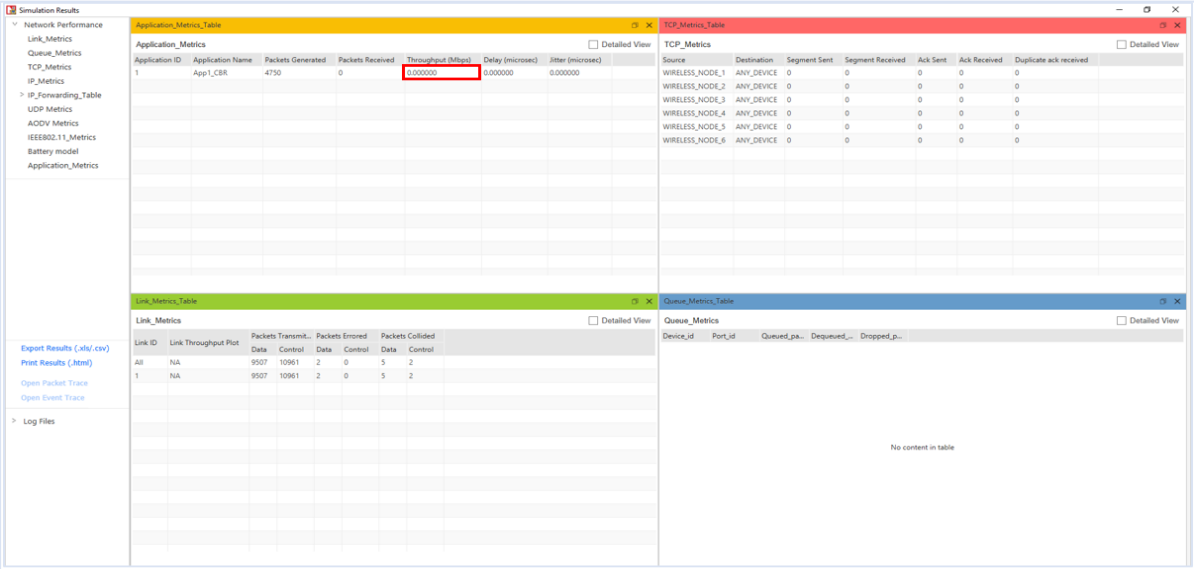 Simulation Results
Network Performance
Link_Metrics
Queue_Metrics
TCP_Metrics
IP_Metrics
IP_Forwarding_Table
UDP Metrics
AODV Metrics
IEEE802.11_Metrics
Battery model
Application_Metrics
Export Results (.xls/.csv)
Print Results (.html)
Open Packet Trace
Open Event Trace
Log Files
Application_Metrics_Table
Application_Metrics Detailed View
Application ID Application Name Packets Generated Packets Received Throughput (Mbps) Delay (microsec) Jitter (microsec)
1 App1_CBR 4750 0 0.000000 0.000000 0.000000
TCP_Metrics_Table
TCP_Metrics Detailed View
Source Destination Segment Sent Segment Received Ack Sent Ack Received Duplicate ack received
WIRELESS_NODE_1 ANY_DEVICE 0 0 0 0 0
WIRELESS_NODE_2 ANY_DEVICE 0 0 0 0 0
WIRELESS_NODE_3 ANY_DEVICE 0 0 0 0 0
WIRELESS_NODE_4 ANY_DEVICE 0 0 0 0 0
WIRELESS_NODE_5 ANY_DEVICE 0 0 0 0 0
WIRELESS_NODE_6 ANY_DEVICE 0 0 0 0 0
Link_Metrics_Table
Link_Metrics Detailed View
Link ID Link Throughput Plot Packets Transmit... Packets Errored Packets Collided
Data Control Data Control Data Control
All NA 9507 10961 2 0 5 2
1 NA 9507 10961 2 0 5 2
Queue_Metrics_Table
Queue_Metrics Detailed View
Device_id Port_id Queued_pa... Dequeued_... Dropped_p...
No content in table